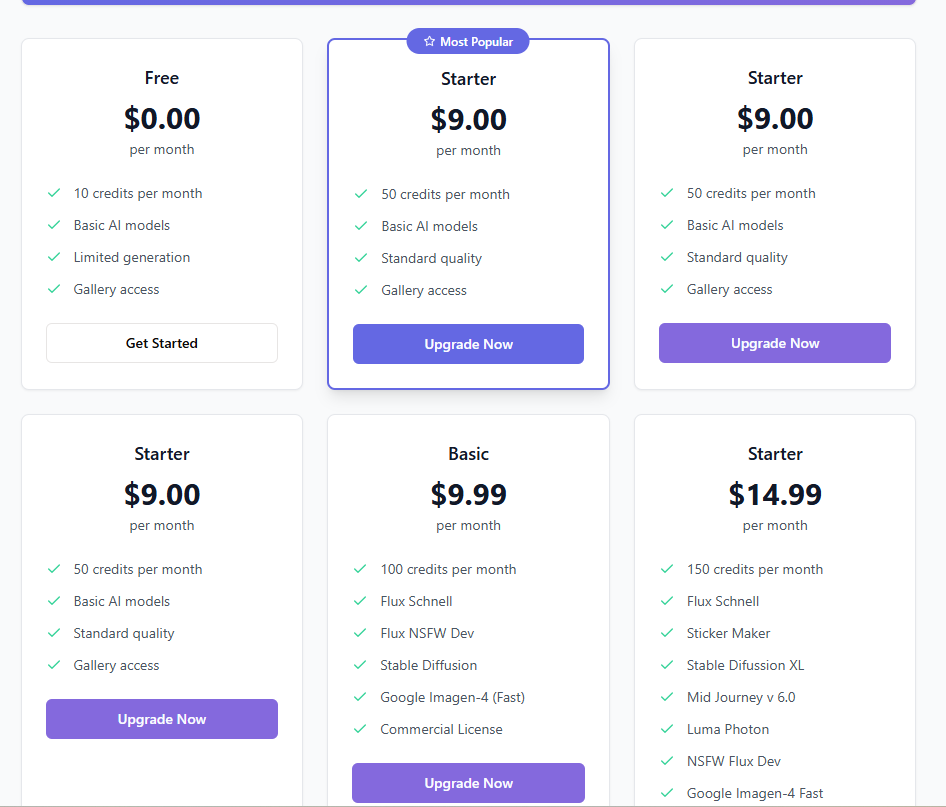 Free
$0.00
per month
10 credits per month
Basic AI models
Limited generation
Gallery access
Get Started
Most Popular
Starter
$9.00
per month
50 credits per month
Basic AI models
Standard quality
Gallery access
Upgrade Now
Starter
$9.00
per month
50 credits per month
Basic AI models
Standard quality
Gallery access
Upgrade Now
Starter
$9.00
per month
50 credits per month
Basic AI models
Standard quality
Gallery access
Upgrade Now
Basic
$9.99
per month
100 credits per month
Flux Schnell
Flux NSFW Dev
Stable Diffusion
Google Imagen-4 (Fast)
Commercial License
Upgrade Now
Starter
$14.99
per month
150 credits per month
Flux Schnell
Sticker Maker
Stable Difussion XL
Mid Journey v 6.0
Luma Photon
NSFW Flux Dev
Google Imagen-4 Fast